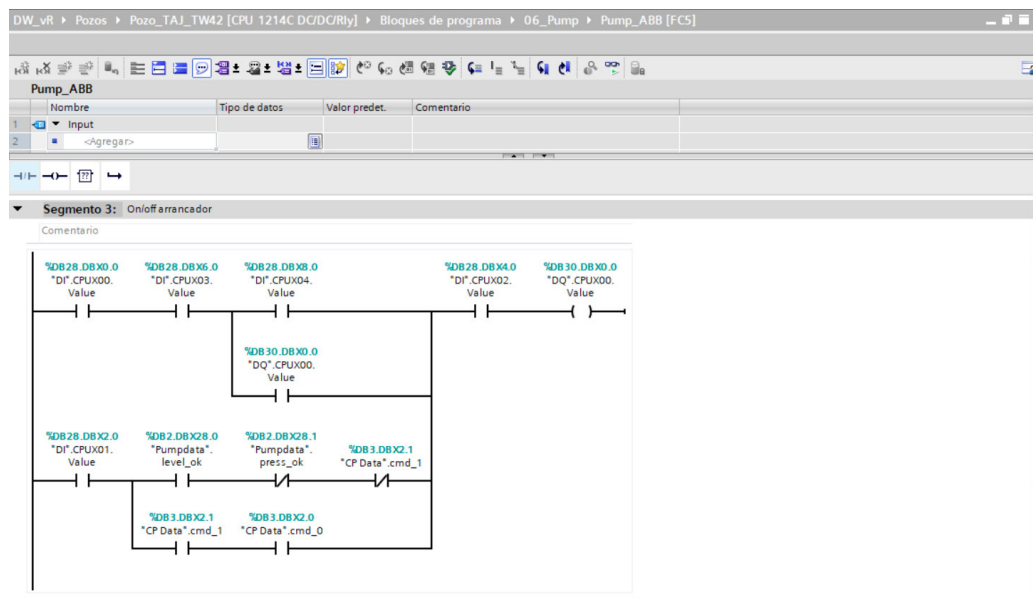 DW_vR ▸ Pozos ▸ Pozo_TAJ_TW42 [CPU 1214C DC/DC/Rly] ▸ Bloques de programa ▸ 06_Pump ▸ Pump_ABB [FC5]
Pump_ABB
Nombre Tipo de datos Valor predet. Comentario
1 Input
2 <Agregar>
Segmento 3: On/off arrancador
Comentario
%DB28.DBX0.0 %DB28.DBX6.0 %DB28.DBX8.0 %DB28.DBX4.0 %DB30.DBX0.0
"DI".CPUX00. "DI".CPUX03. "DI".CPUX04. "DI".CPUX02. "DQ".CPUX00.
Value Value Value Value Value
%DB30.DBX0.0
"DQ".CPUX00.
Value
%DB28.DBX2.0 %DB2.DBX28.0 %DB2.DBX28.1
"DI".CPUX01. "Pumpdata". "Pumpdata". %DB3.DBX2.1
Value level_ok press_ok "CP Data".cmd_1
%DB3.DBX2.1 %DB3.DBX2.0
"CP Data".cmd_1 "CP Data".cmd_0